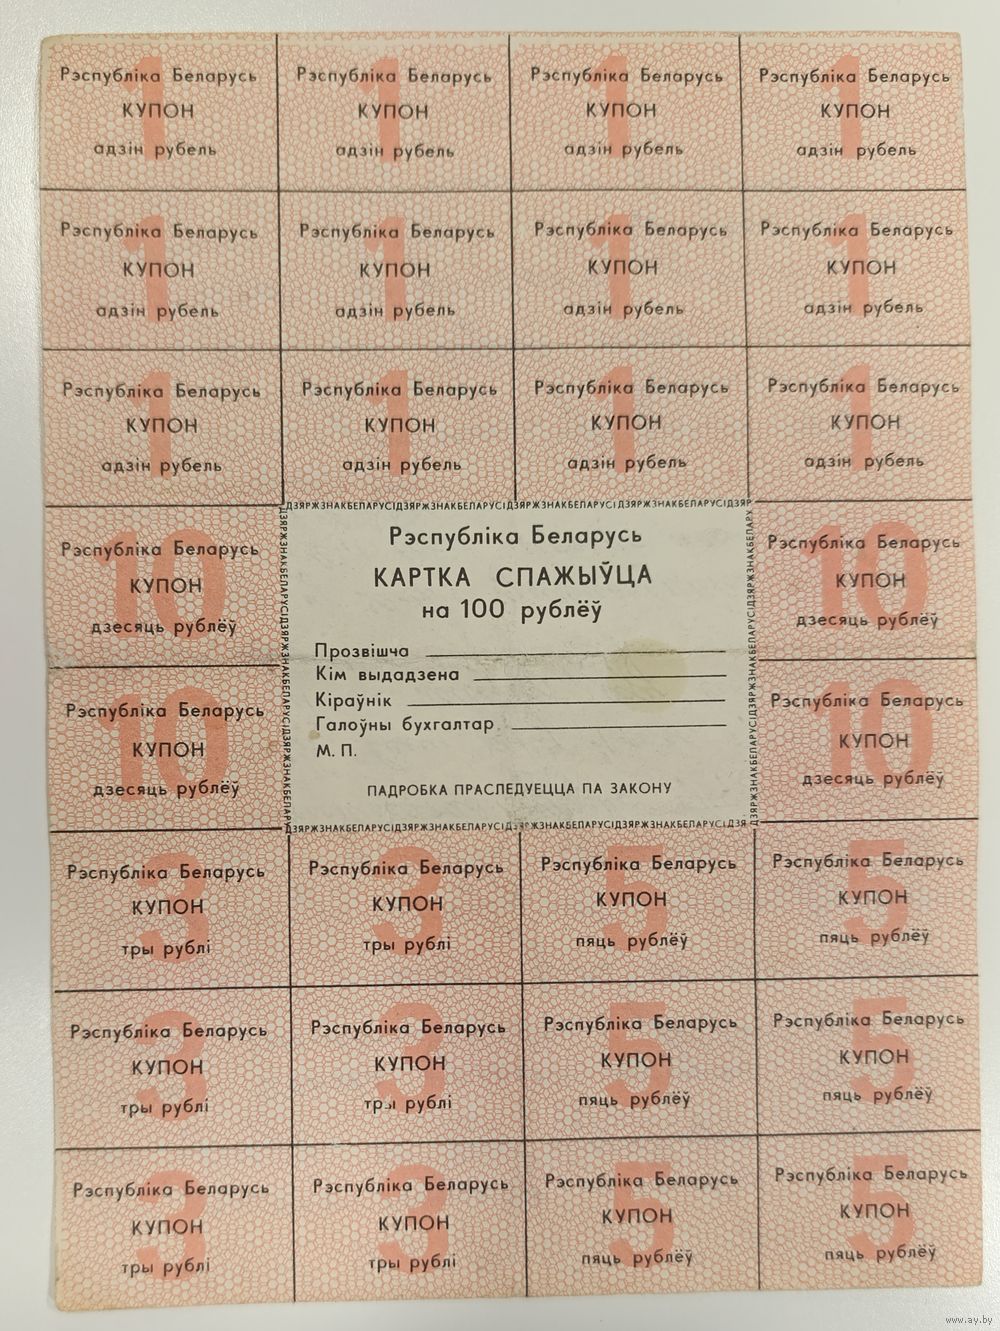 Рэспубліка Беларусь Рэспубліка Беларусь Рэспубліка Беларусь Рэспубліка Беларусь
1 1 1 1
КУПОН КУПОН КУПОН КУПОН
адзін рубель адзін рубель адзін рубель адзін рубель
Рэспубліка Беларусь Рэспубліка Беларусь Рэспубліка Беларусь Рэспубліка Беларусь
1 1 1 1
КУПОН КУПОН КУПОН КУПОН
адзін рубель адзін рубель адзін рубель адзін рубель
Рэспубліка Беларусь Рэспубліка Беларусь Рэспубліка Беларусь Рэспубліка Беларусь
1 1 1 1
КУПОН КУПОН КУПОН КУПОН
адзін рубель адзін рубель адзін рубель адзін рубель
Рэспубліка Беларусь
10
КУПОН
дзесяць рублёў
Рэспубліка Беларусь
10
КУПОН
дзесяць рублёў
ДЗЯРЖЗНАКБЕЛАРУСІДЗЯРЖЗНАКБЕЛАРУСІДЗЯРЖЗНАКБЕЛАРУСІДЗЯРЖЗНАКБЕЛАРУСІДЗЯР
Рэспубліка Беларусь
КАРТКА СПАЖЫЎЦА
на 100 рублёў
Прозвішча
Кім выдадзена
Кіраўнік
Галоўны бухгалтар
М. П.
ПАДРОБКА ПРАСЛЕДУЕЦЦА ПА ЗАКОНУ
Рэспубліка Беларусь
10
КУПОН
дзесяць рублёў
Рэспубліка Беларусь
10
КУПОН
дзесяць рублёў
Рэспубліка Беларусь Рэспубліка Беларусь Рэспубліка Беларусь Рэспубліка Беларусь
3 3 5 5
КУПОН КУПОН КУПОН КУПОН
тры рублі тры рублі пяць рублёў пяць рублёў
Рэспубліка Беларусь Рэспубліка Беларусь Рэспубліка Беларусь Рэспубліка Беларусь
3 3 5 5
КУПОН КУПОН КУПОН КУПОН
тры рублі тры рублі пяць рублёў пяць рублёў
Рэспубліка Беларусь Рэспубліка Беларусь Рэспубліка Беларусь Рэспубліка Беларусь
3 3 5 5
КУПОН КУПОН КУПОН КУПОН
тры рублі тры рублі пяць рублёў пяць рублёў
www.ay.by